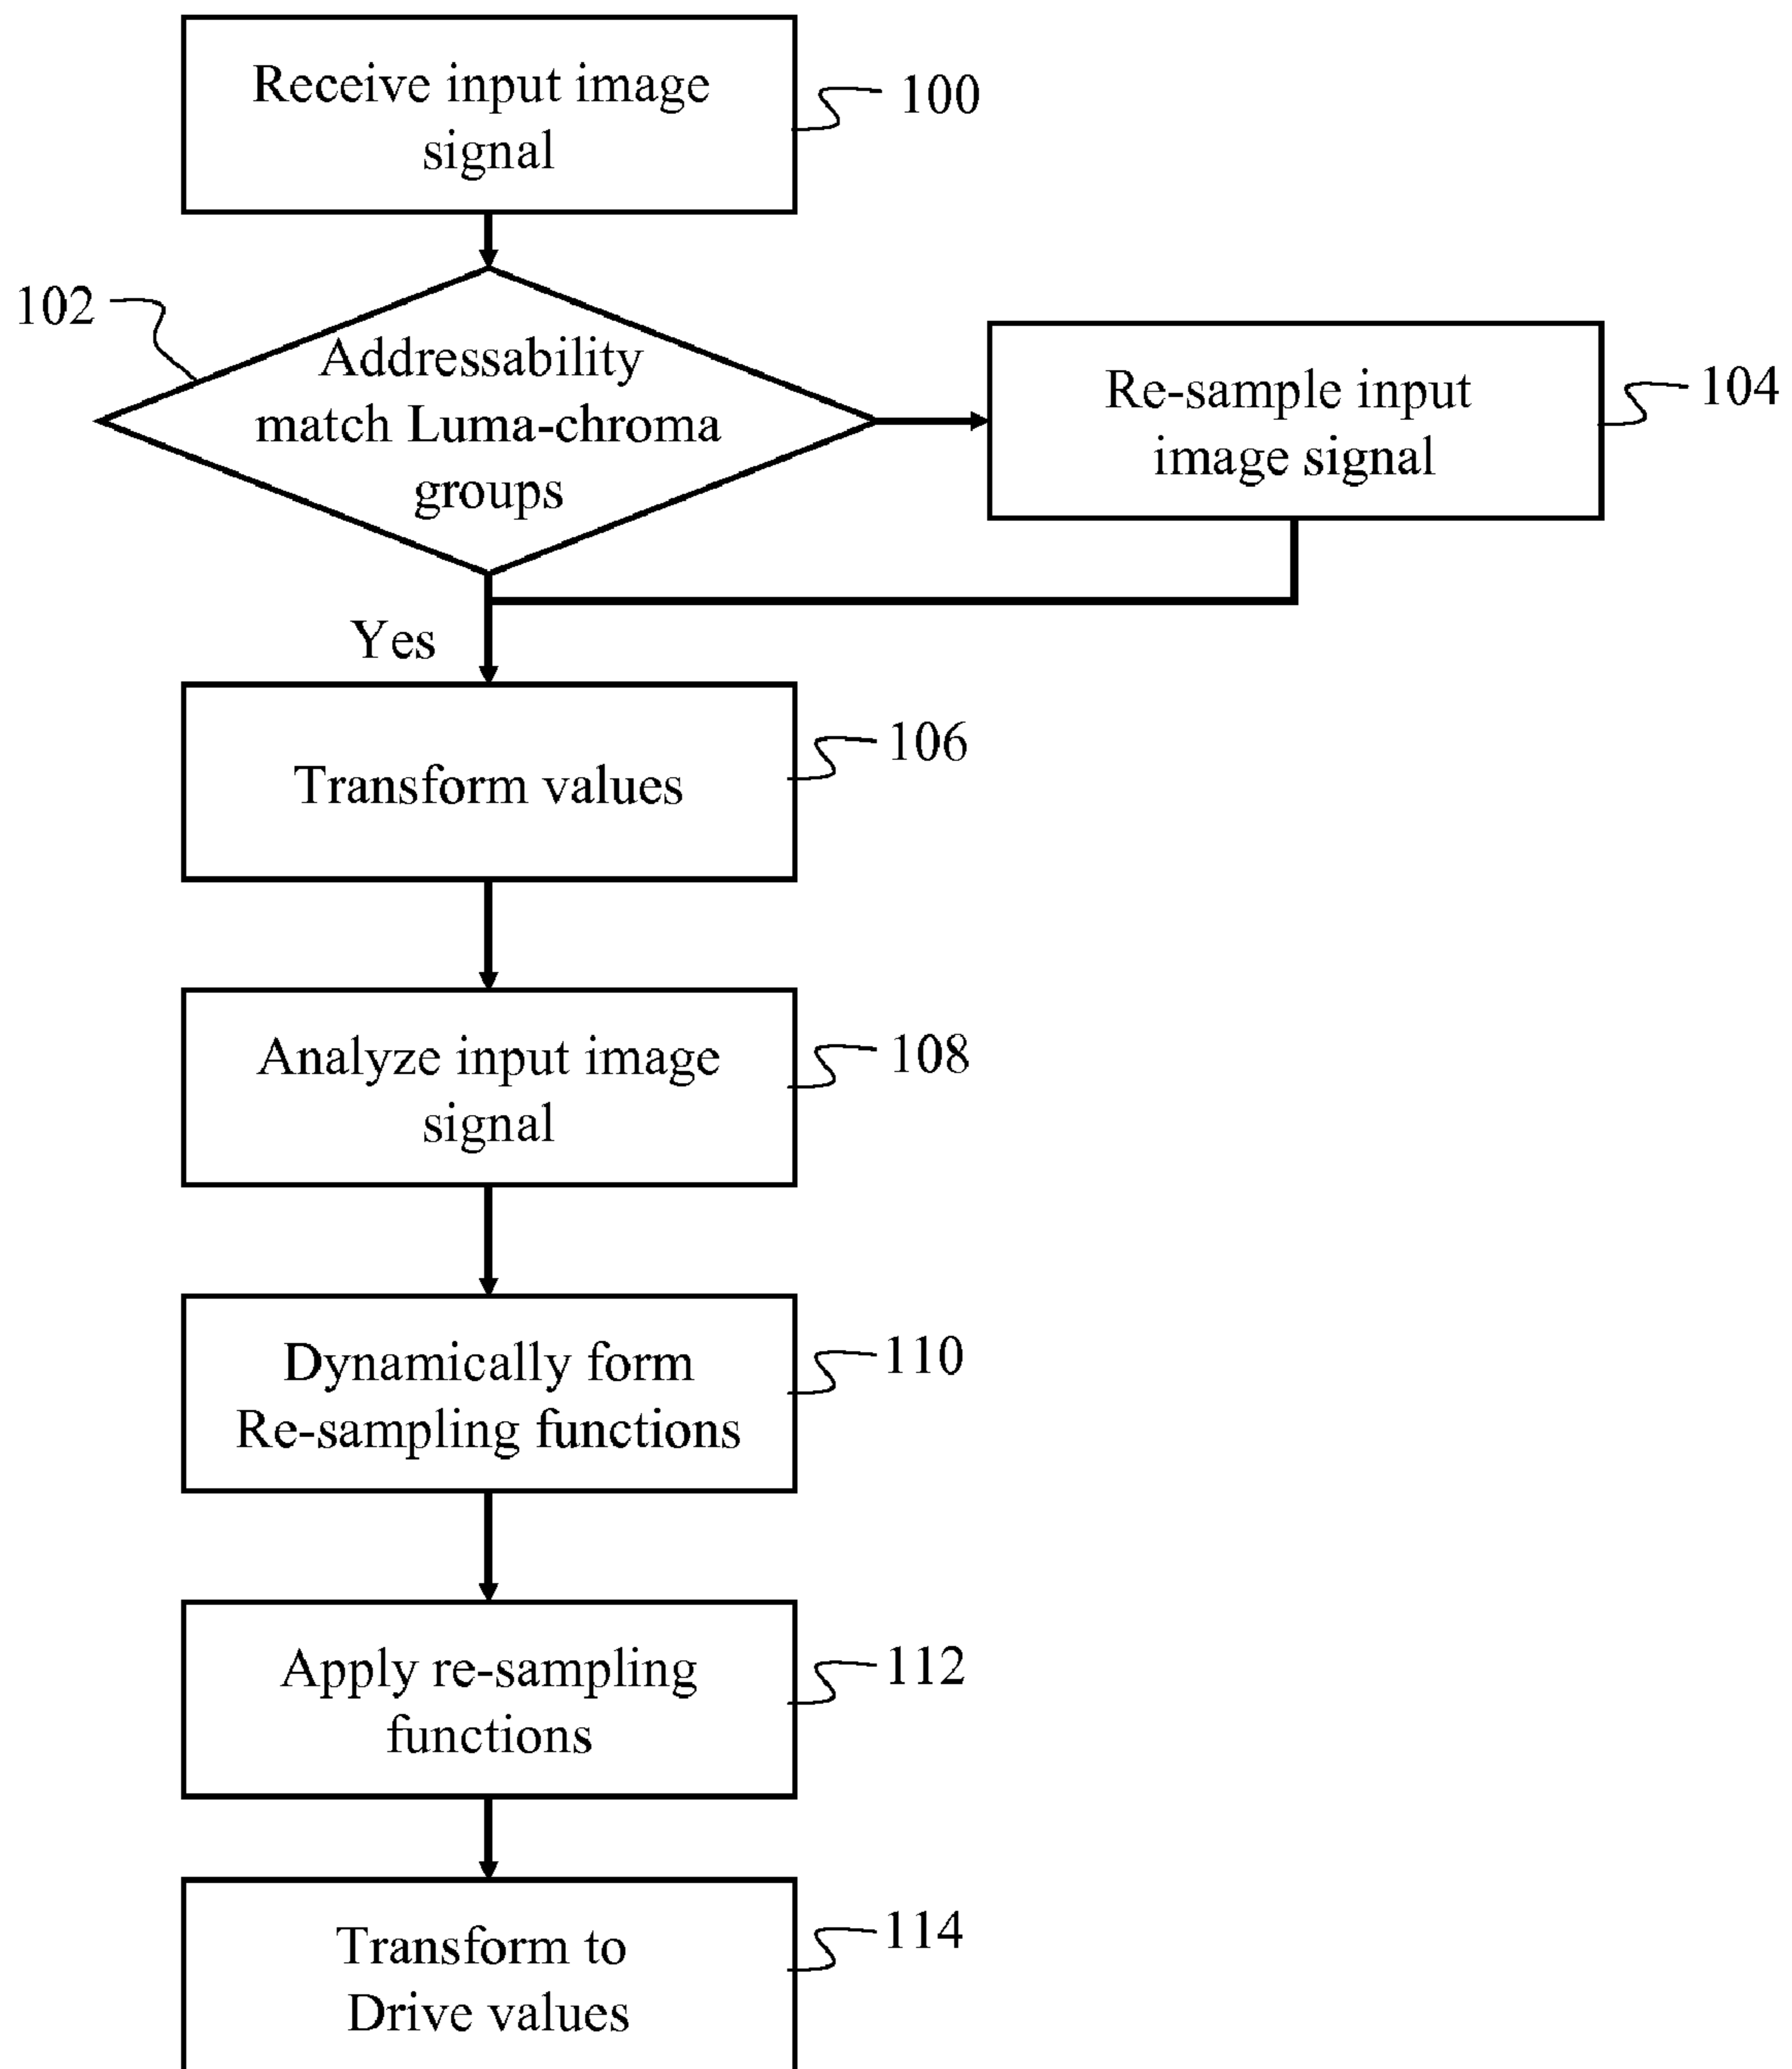 Receive input image
signal
100
102
Addressability
match Luma-chroma
groups
Re-sample input
image signal
104
Yes
Transform values
106
Analyze input image
signal
108
Dynamically form
Re-sampling functions
110
Apply re-sampling
functions
112
Transform to
Drive values
114